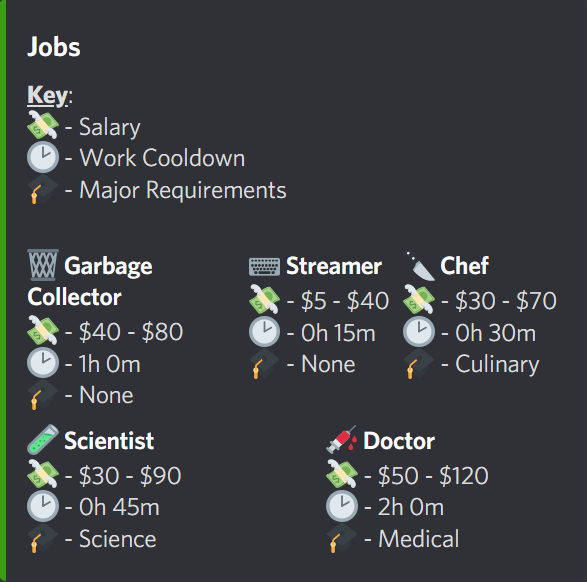 Jobs
Key:
- Salary
- Work Cooldown
- Major Requirements
Garbage
Collector
- $40 - $80
- 1h 0m
- None
Streamer
- $5 - $40
- 0h 15m
- None
Chef
- $30 - $70
- 0h 30m
- Culinary
Scientist
- $30 - $90
- 0h 45m
- Science
Doctor
- $50 - $120
- 2h 0m
- Medical